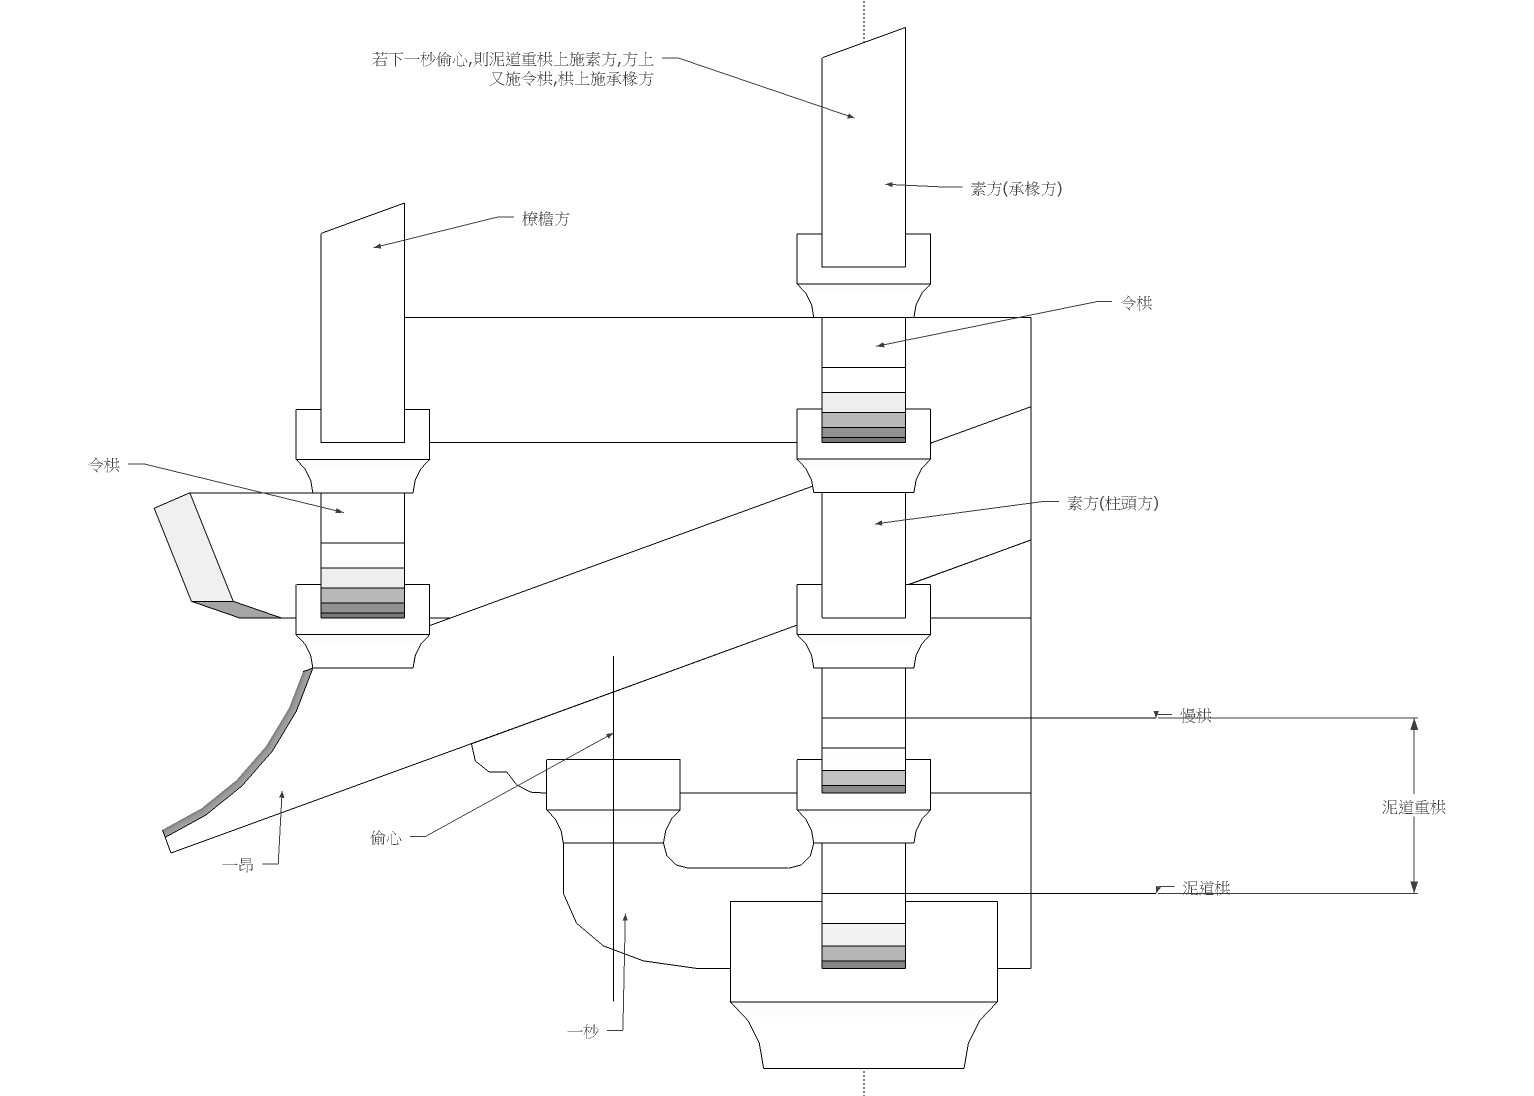 若下一杪偷心,則泥道重栱上施素方,方上
又施令栱,栱上施承椽方
素方(承椽方)
橑檐方
令栱
令栱
素方(柱頭方)
慢栱
泥道重栱
偷心
一昂
泥道栱
一杪